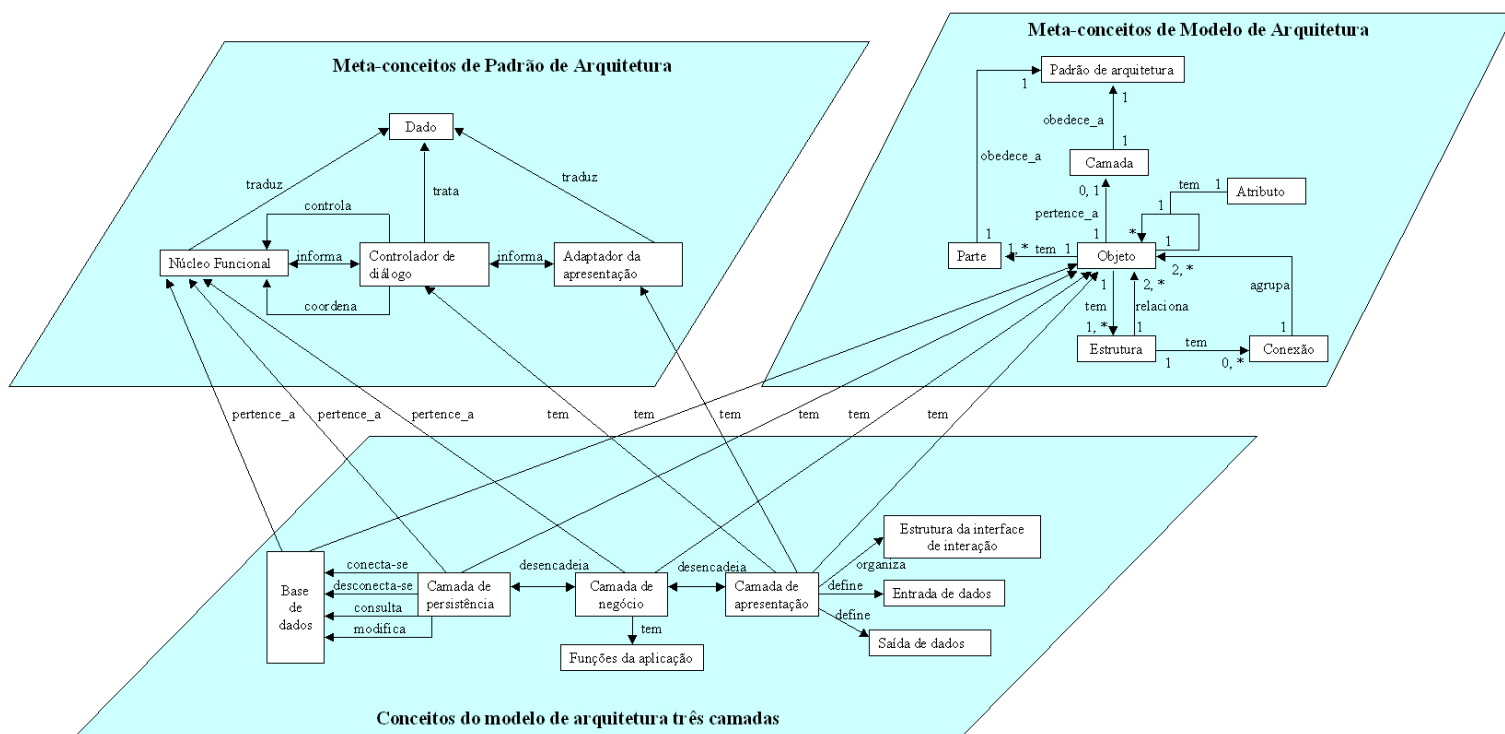 Meta-conceitos de Padrão de Arquitetura
Dado
traduz
trata
traduz
controla
Núcleo Funcional
informa
Controlador de
diálogo
informa
Adaptador da
apresentação
coordena
Meta-conceitos de Modelo de Arquitetura
Padrão de arquitetura
1
1
obedece_a
obedece_a
1
Camada
0, 1
tem
1
Atributo
pertence_a
1
*
1
1
1
Parte
1, *
tem
1
Objeto
1
2, *
2, *
tem
relaciona
agrupa
1, *
1
1
Estrutura
tem
Conexão
1
0, *
pertence_a
pertence_a
pertence_a
tem
tem
tem
tem
tem
tem
Base
de
dados
conecta-se
desconecta-se
consulta
modifica
Camada de
persistência
desencadeia
Camada de
negócio
desencadeia
Camada de
apresentação
tem
Funções da aplicação
Estrutura da interface
de interação
organiza
define
Entrada de dados
define
Saída de dados
Conceitos do modelo de arquitetura três camadas